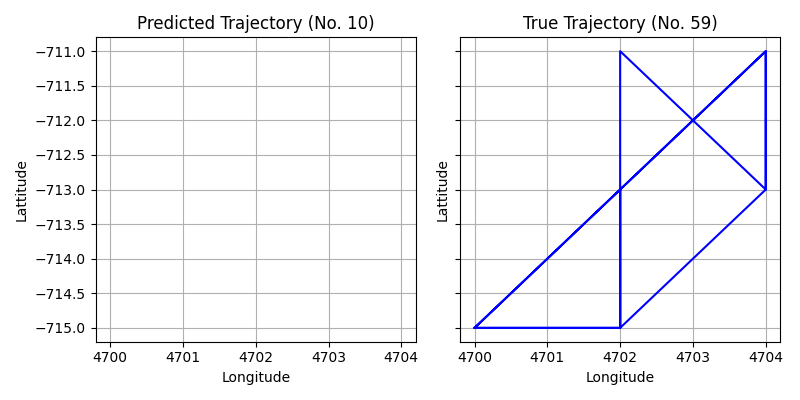 Predicted Trajectory (No. 10)
True Trajectory (No. 59)
−711.0
−711.5
−712.0
−712.5
−713.0
−713.5
−714.0
−714.5
−715.0
Lattitude
Lattitude
4700 4701 4702 4703 4704
4700 4701 4702 4703 4704
Longitude
Longitude